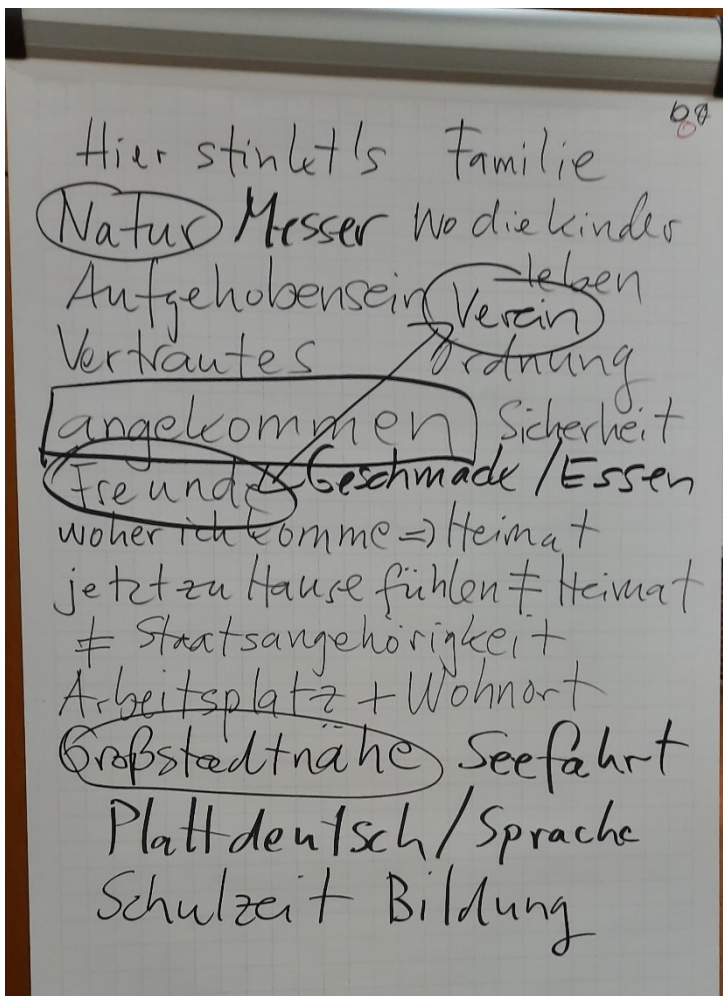 Hier stinkt's Familie
Natur Messer Wo die kinder
leben
Aufgehobensein Verein
Vertrautes Ordnung
angekommen Sicherheit
Freunde Geschmack / Essen
woher ich komme => Heimat
jetzt zu Hause fühlen ≠ Heimat
≠ Staatsangehörigkeit
Arbeitsplatz + Wohnort
Großstadtnähe Seefahrt
Plattdeutsch / Sprache
Schulzeit Bildung